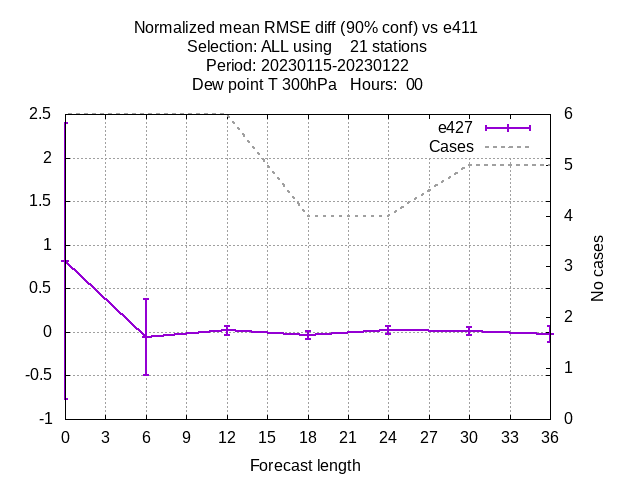 Normalized mean RMSE diff (90% conf) vs e411
Selection: ALL using    21 stations
Period: 20230115-20230122
Dew point T 300hPa   Hours:  00
e427
Cases
2.5
2
1.5
1
0.5
0
-0.5
-1
6
5
4
3
2
1
0
No cases
0 3 6 9 12 15 18 21 24 27 30 33 36
Forecast length